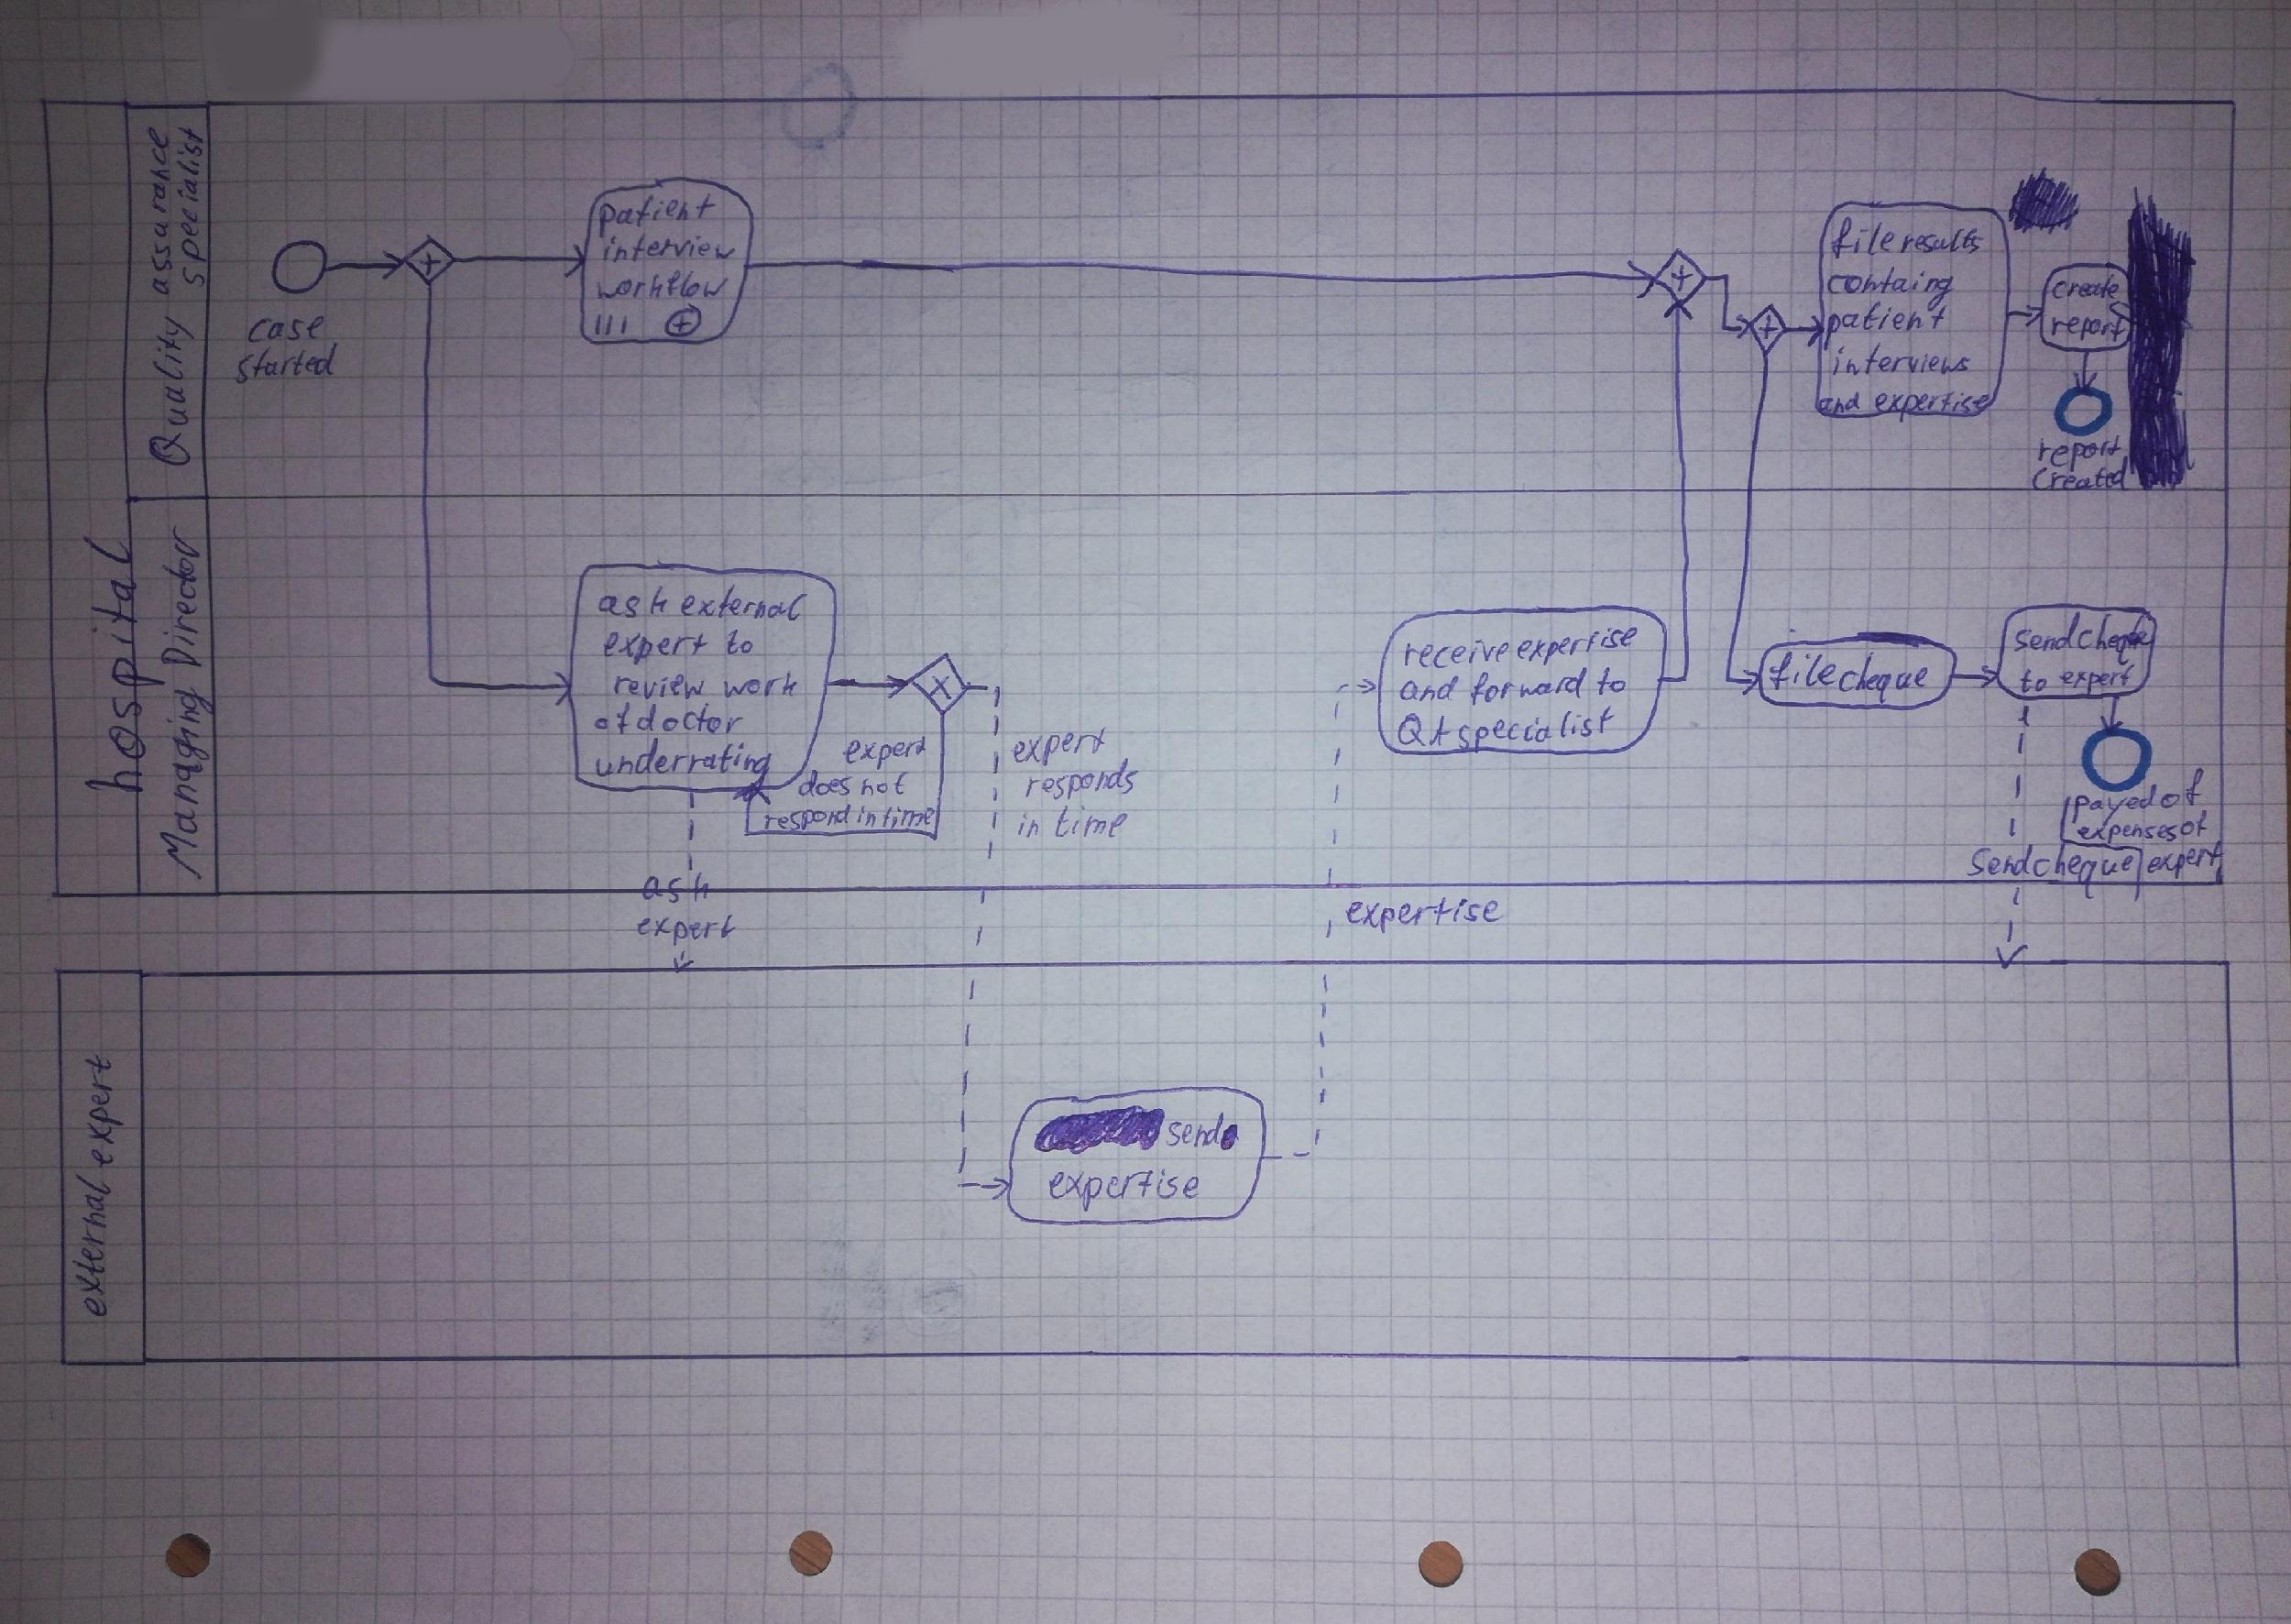 hospital
Quality assurance
specialist
Managing Director
case
started
patient
interview
workflow
file results
containg
patient
interviews
and expertise
create
report
report
created
ask external
expert to
review work
of doctor
underrating
expert
does not
respond in time
expert
responds
in time
receive expertise
and forward to
QA specialist
file cheque
send cheque
to expert
payed of
expenses of
expert
send cheque
ask
expert
expertise
external expert
send
expertise